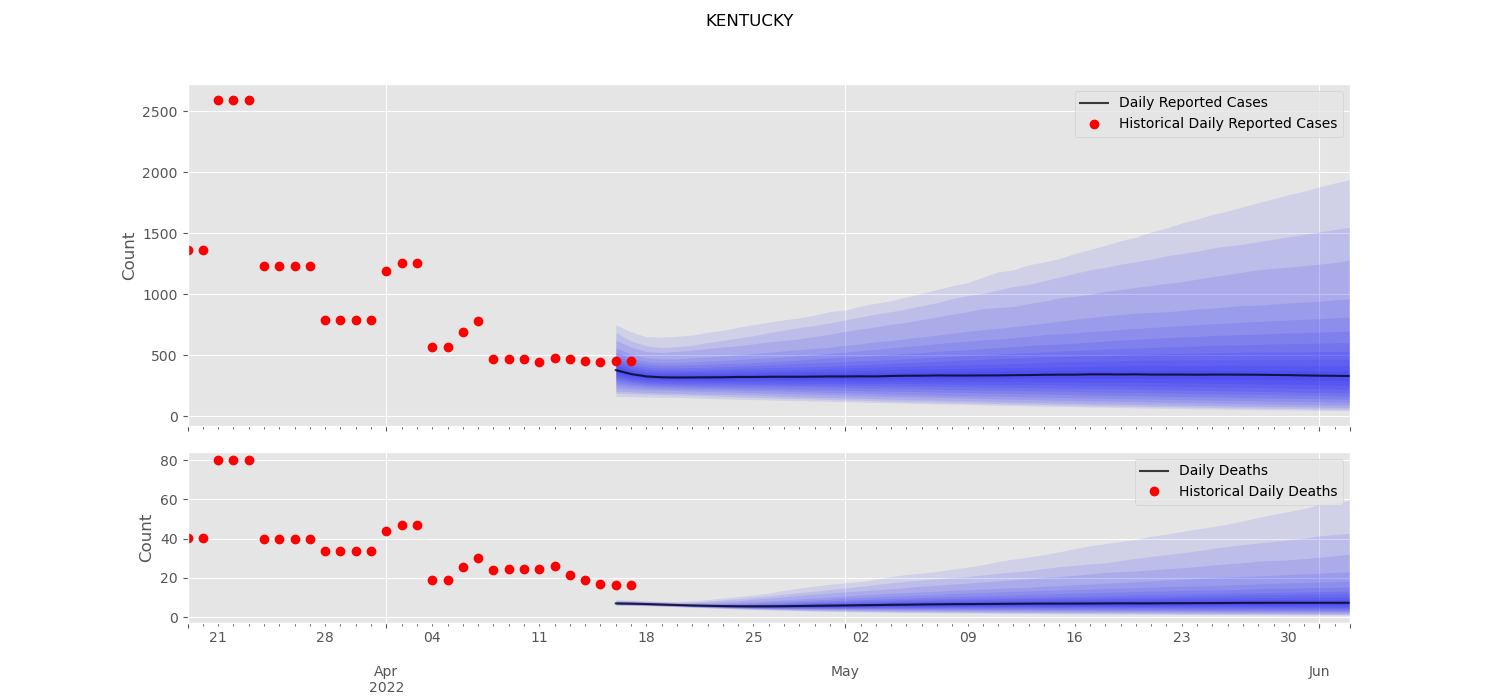 KENTUCKY
2500
2000
1500
1000
500
0
Count
Daily Reported Cases
Historical Daily Reported Cases
80
60
40
20
0
Count
Daily Deaths
Historical Daily Deaths
21 28 04 11 18 25 02 09 16 23 30
Apr May Jun
2022